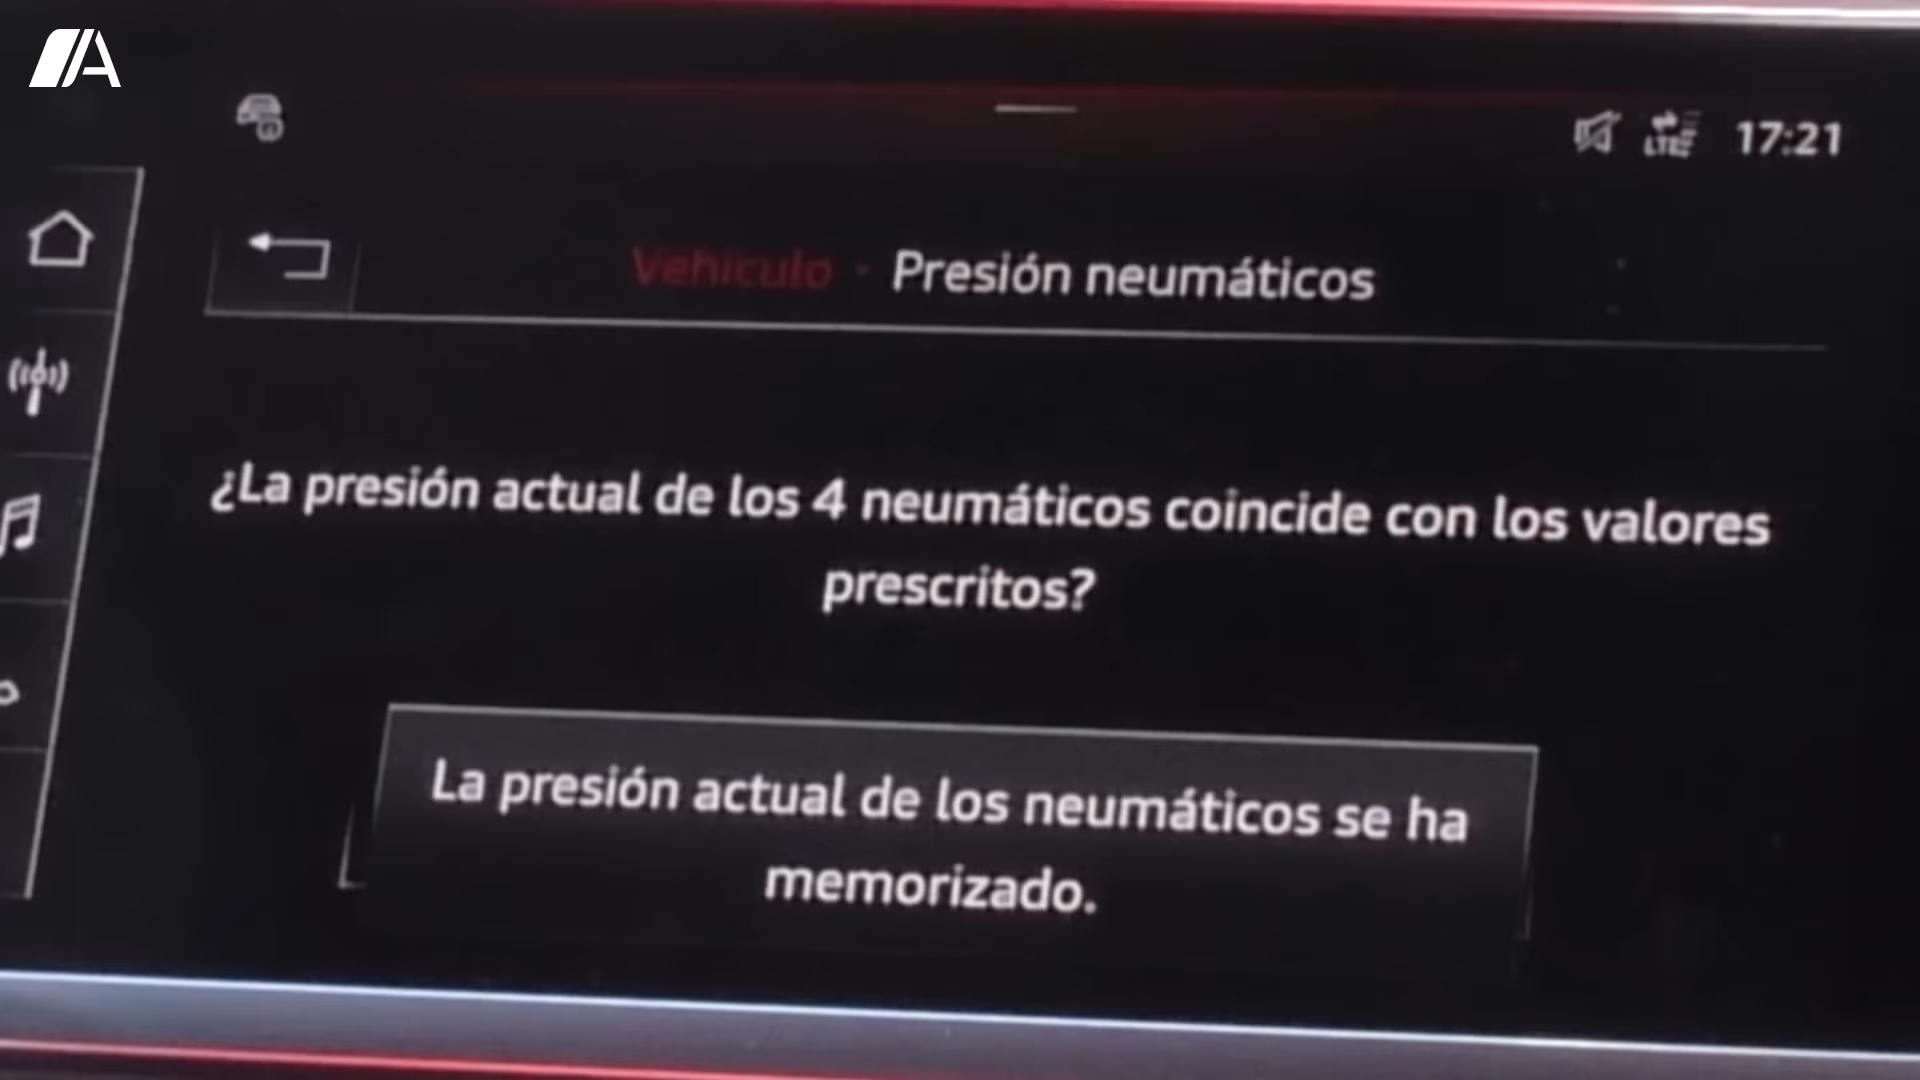 17:21
LTE
Vehículo · Presión neumáticos
¿La presión actual de los 4 neumáticos coincide con los valores
prescritos?
La presión actual de los neumáticos se ha
memorizado.